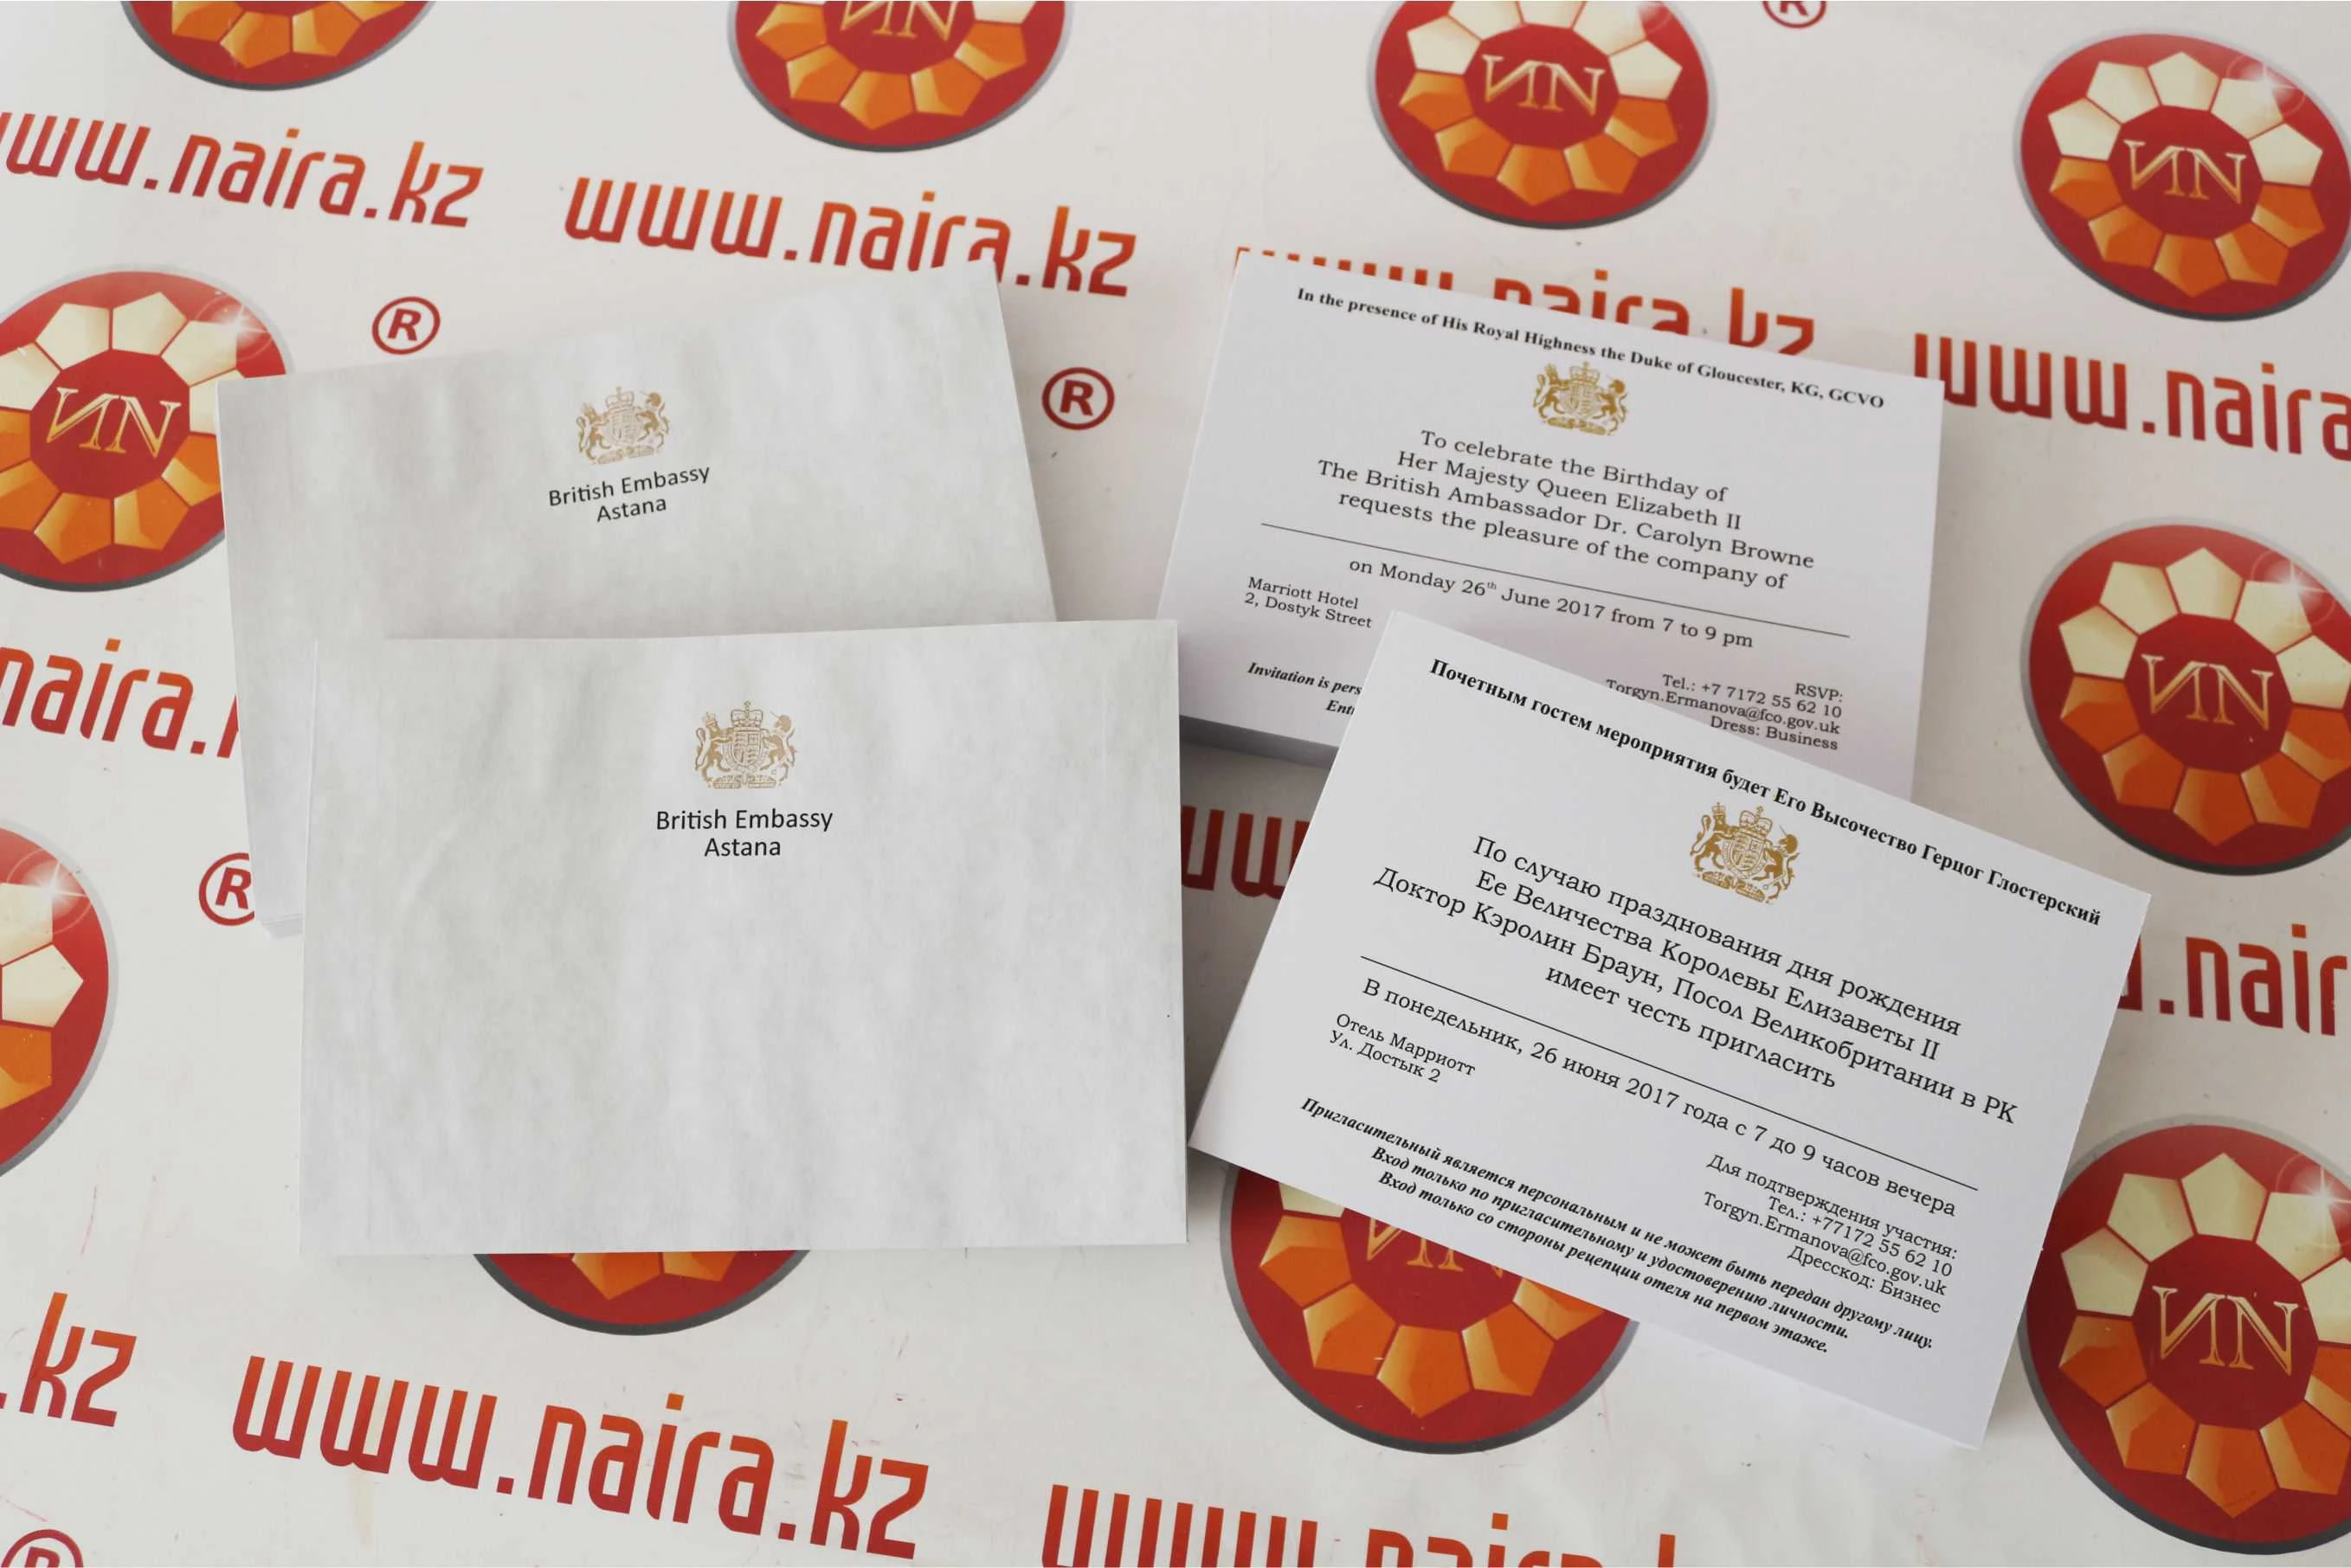 www.naira.kz
www.naira.kz
British Embassy
Astana
British Embassy
Astana
In the presence of His Royal Highness the Duke of Gloucester, KG, GCVO
To celebrate the Birthday of
Her Majesty Queen Elizabeth II
The British Ambassador Dr. Carolyn Browne
requests the pleasure of the company of
on Monday 26th June 2017 from 7 to 9 pm
Marriott Hotel
2, Dostyk Street
RSVP:
Tel.: +7 7172 55 62 10
Torgyn.Ermanova@fco.gov.uk
Dress: Business
Invitation is
Почетным гостем мероприятия будет Его Высочество Герцог Глостерский
По случаю празднования дня рождения
Ее Величества Королевы Елизаветы II
Доктор Кэролин Браун, Посол Великобритании в РК
имеет честь пригласить
В понедельник, 26 июня 2017 года с 7 до 9 часов вечера
Отель Марриотт
Ул. Достык 2
Для подтверждения участия:
Тел.: +77172 55 62 10
Torgyn.Ermanova@fco.gov.uk
Дресскод: Бизнес
Пригласительный является персональным и не может быть передан другому лицу.
Вход только по пригласительному и удостоверению личности.
Вход только со стороны рецепции отеля на первом этаже.
www.naira.kz